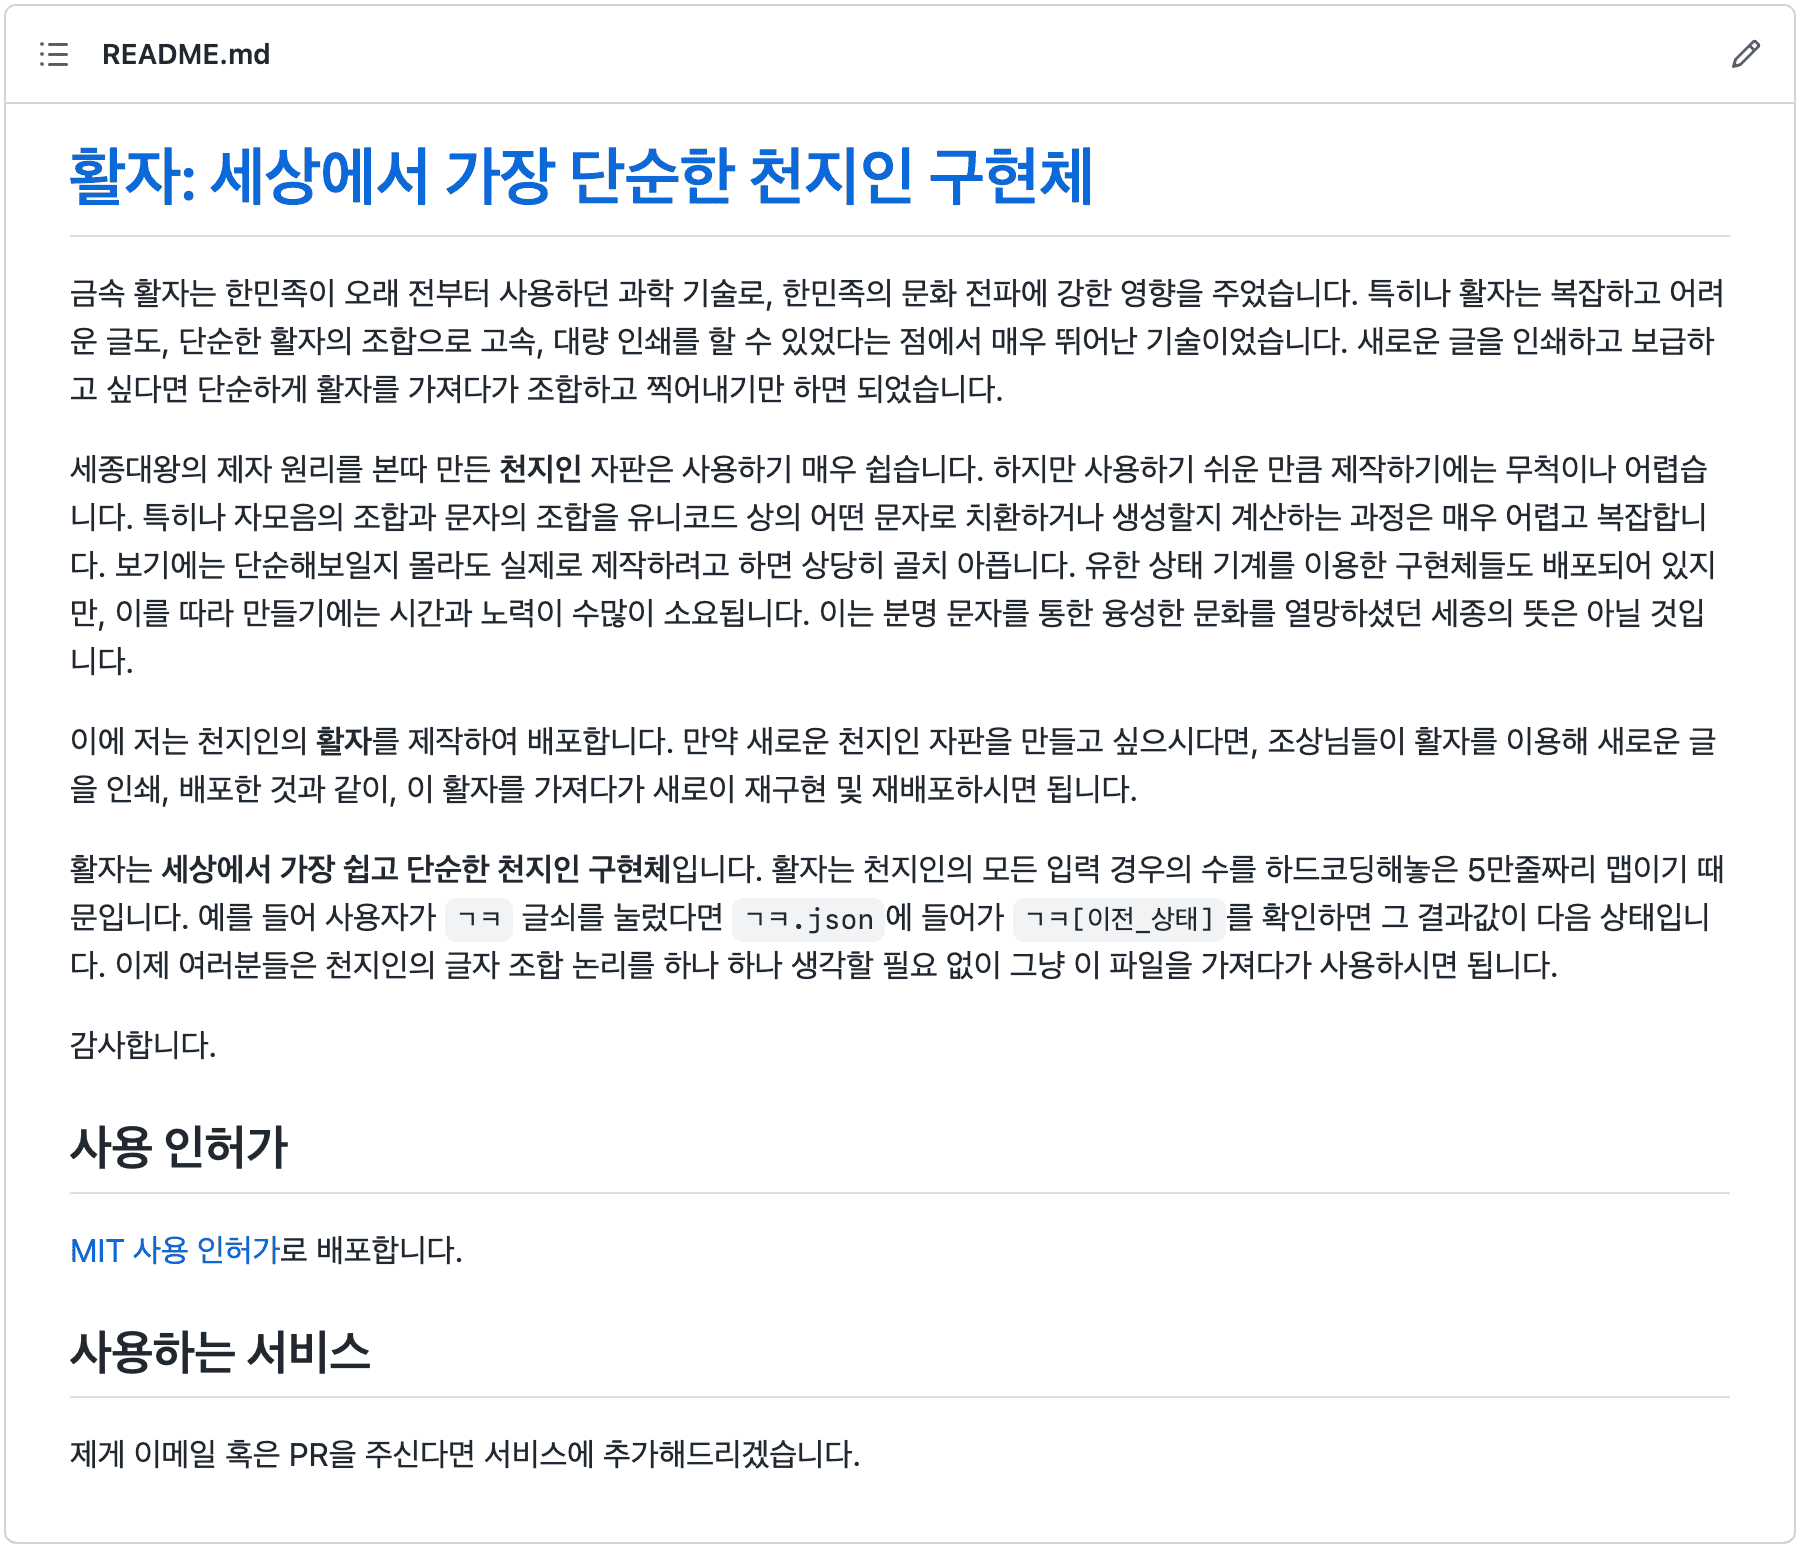 README.md
활자: 세상에서 가장 단순한 천지인 구현체
금속 활자는 한민족이 오래 전부터 사용하던 과학 기술로, 한민족의 문화 전파에 강한 영향을 주었습니다. 특히나 활자는 복잡하고 어려
운 글도, 단순한 활자의 조합으로 고속, 대량 인쇄를 할 수 있었다는 점에서 매우 뛰어난 기술이었습니다. 새로운 글을 인쇄하고 보급하
고 싶다면 단순하게 활자를 가져다가 조합하고 찍어내기만 하면 되었습니다.
세종대왕의 제자 원리를 본따 만든 천지인 자판은 사용하기 매우 쉽습니다. 하지만 사용하기 쉬운 만큼 제작하기에는 무척이나 어렵습
니다. 특히나 자모음의 조합과 문자의 조합을 유니코드 상의 어떤 문자로 치환하거나 생성할지 계산하는 과정은 매우 어렵고 복잡합니
다. 보기에는 단순해보일지 몰라도 실제로 제작하려고 하면 상당히 골치 아픕니다. 유한 상태 기계를 이용한 구현체들도 배포되어 있지
만, 이를 따라 만들기에는 시간과 노력이 수많이 소요됩니다. 이는 분명 문자를 통한 융성한 문화를 열망하셨던 세종의 뜻은 아닐 것입
니다.
이에 저는 천지인의 활자를 제작하여 배포합니다. 만약 새로운 천지인 자판을 만들고 싶으시다면, 조상님들이 활자를 이용해 새로운 글
을 인쇄, 배포한 것과 같이, 이 활자를 가져다가 새로이 재구현 및 재배포하시면 됩니다.
활자는 세상에서 가장 쉽고 단순한 천지인 구현체입니다. 활자는 천지인의 모든 입력 경우의 수를 하드코딩해놓은 5만줄짜리 맵이기 때
문입니다. 예를 들어 사용자가 ㄱㅋ 글쇠를 눌렀다면 ㄱㅋ.json에 들어가 ㄱㅋ[이전_상태]를 확인하면 그 결과값이 다음 상태입니
다. 이제 여러분들은 천지인의 글자 조합 논리를 하나 하나 생각할 필요 없이 그냥 이 파일을 가져다가 사용하시면 됩니다.
감사합니다.
사용 인허가
MIT 사용 인허가로 배포합니다.
사용하는 서비스
제게 이메일 혹은 PR을 주신다면 서비스에 추가해드리겠습니다.